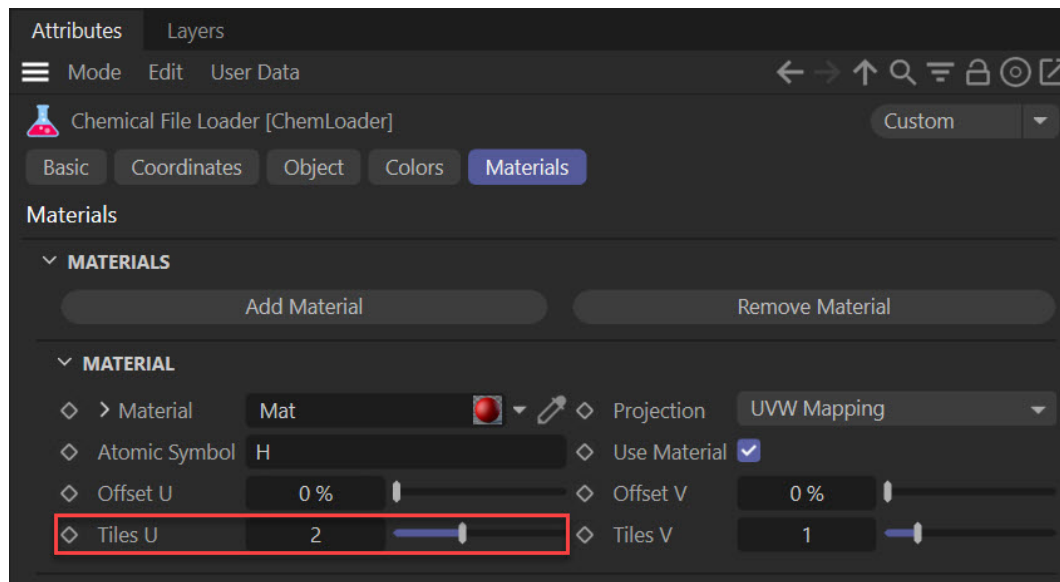 Attributes Layers
Mode Edit User Data
Chemical File Loader [ChemLoader] Custom
Basic Coordinates Object Colors Materials
Materials
MATERIALS
Add Material Remove Material
MATERIAL
Material Mat Projection UVW Mapping
Atomic Symbol H Use Material
Offset U 0 % Offset V 0 %
Tiles U 2 Tiles V 1